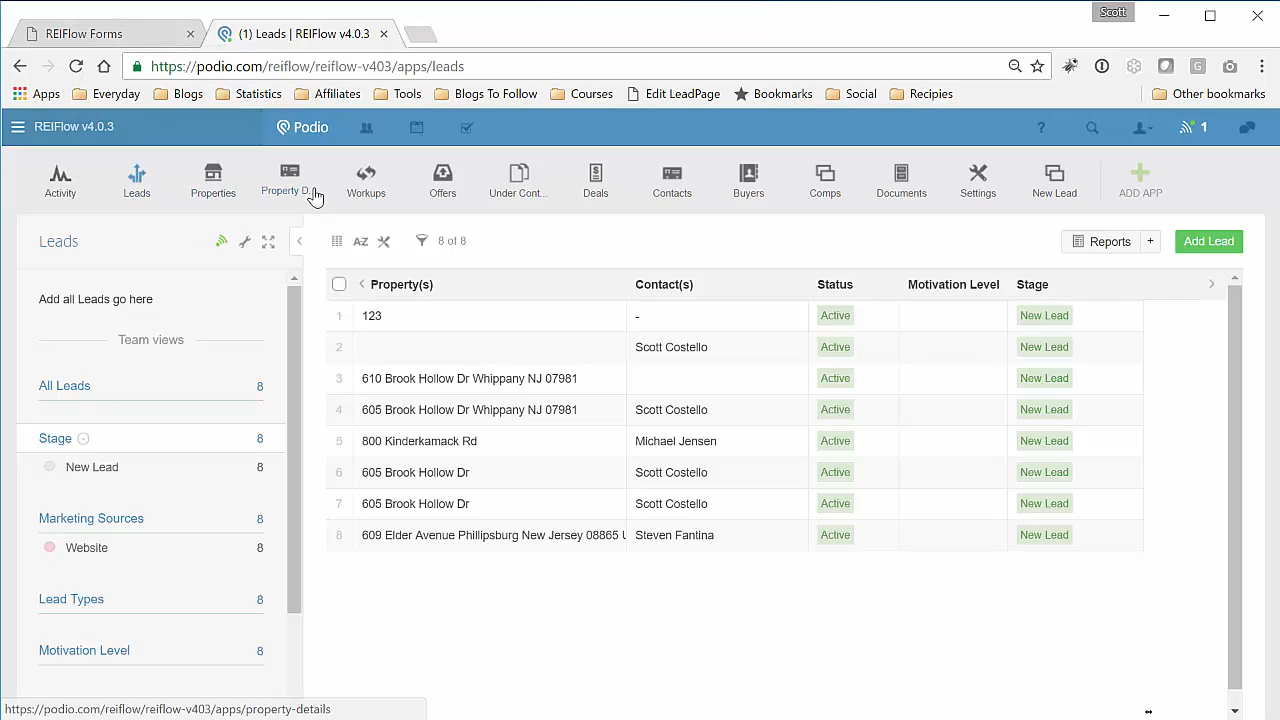 Scott
REIFlow Forms
(1) Leads | REIFlow v4.0.3
https://podio.com/reiflow/reiflow-v403/apps/leads
Apps Everyday Blogs Statistics Affiliates Tools Blogs To Follow Courses Edit LeadPage Bookmarks Social Recipies Other bookmarks
REIFlow v4.0.3 Podio ? 1
Activity Leads Properties Property D... Workups Offers Under Cont... Deals Contacts Buyers Comps Documents Settings New Lead ADD APP
Leads
AZ 8 of 8 Reports + Add Lead
Add all Leads go here
Team views
All Leads 8
Stage 8
New Lead 8
Marketing Sources 8
Website 8
Lead Types 8
Motivation Level 8
Property(s) Contact(s) Status Motivation Level Stage
1 123 - Active New Lead
2 Scott Costello Active New Lead
3 610 Brook Hollow Dr Whippany NJ 07981 Active New Lead
4 605 Brook Hollow Dr Whippany NJ 07981 Scott Costello Active New Lead
5 800 Kinderkamack Rd Michael Jensen Active New Lead
6 605 Brook Hollow Dr Scott Costello Active New Lead
7 605 Brook Hollow Dr Scott Costello Active New Lead
8 609 Elder Avenue Phillipsburg New Jersey 08865 Steven Fantina Active New Lead
https://podio.com/reiflow/reiflow-v403/apps/property-details